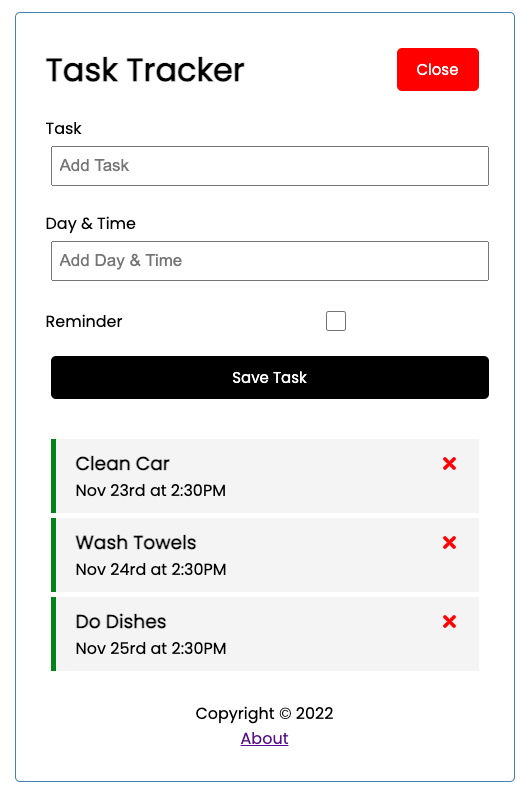 Task Tracker
Close
Task
Add Task
Day & Time
Add Day & Time
Reminder
Save Task
Clean Car
Nov 23rd at 2:30PM
Wash Towels
Nov 24rd at 2:30PM
Do Dishes
Nov 25rd at 2:30PM
Copyright © 2022
About